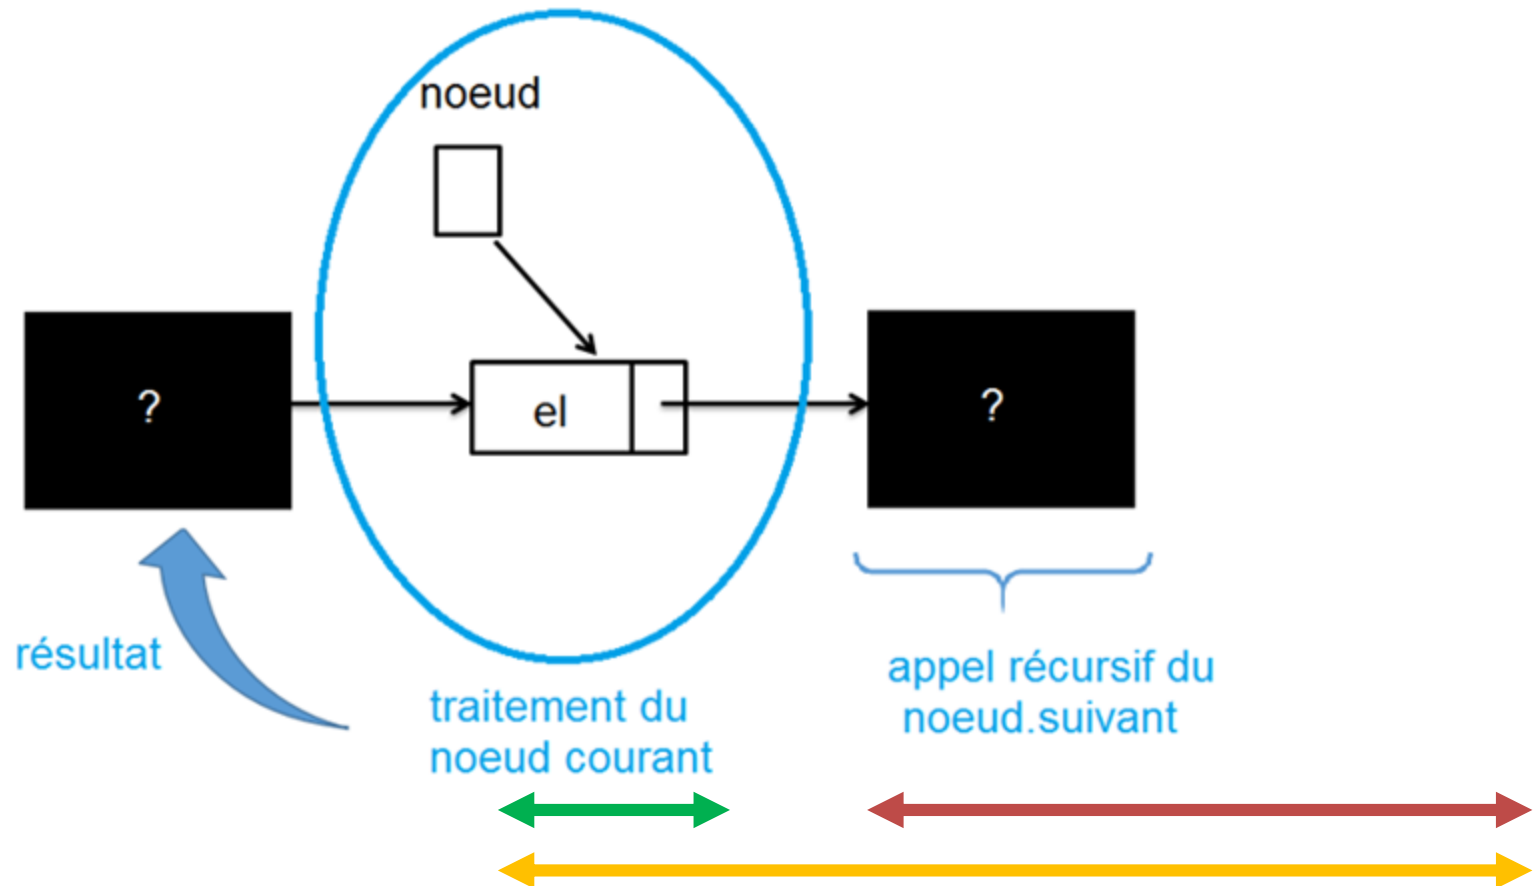 noeud
?
el
?
résultat
traitement du
noeud courant
appel récursif du
noeud.suivant